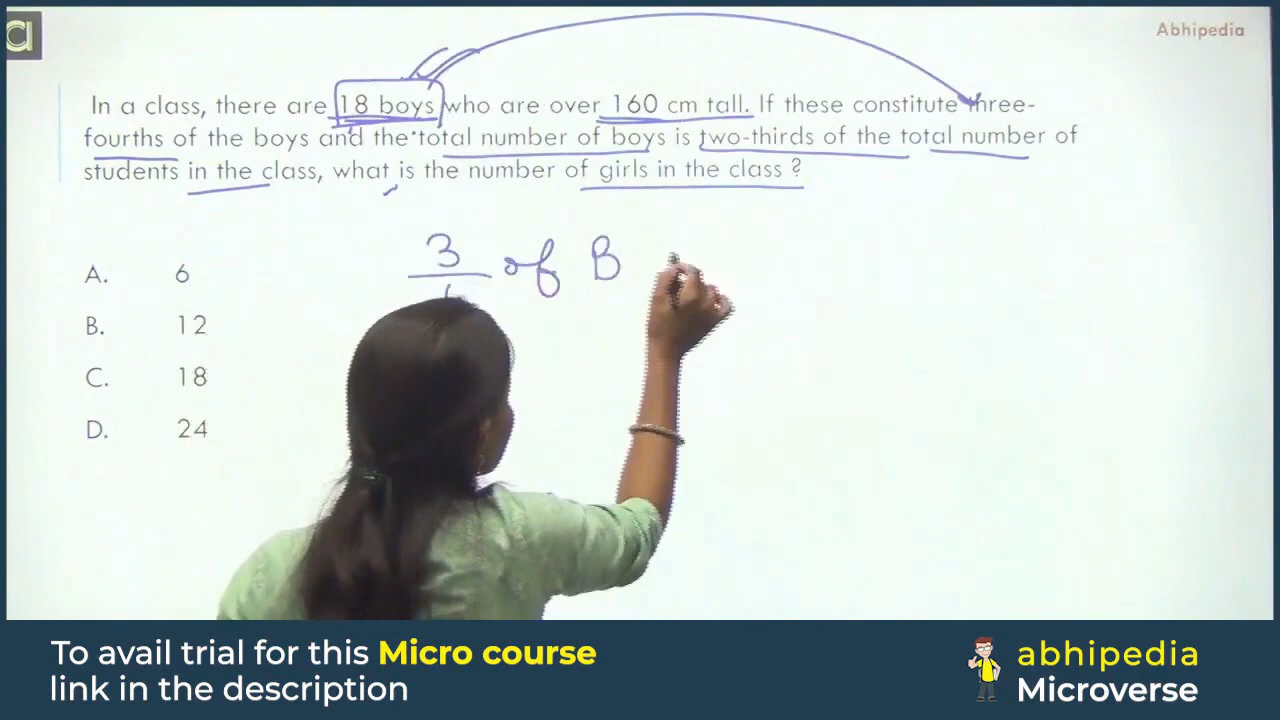 a
Abhipedia
In a class, there are 18 boys who are over 160 cm tall. If these constitute three-
fourths of the boys and the total number of boys is two-thirds of the total number of
students in the class, what is the number of girls in the class ?
3
of B
A. 6
B. 12
C. 18
D. 24
To avail trial for this Micro course
link in the description
abhipedia
Microverse